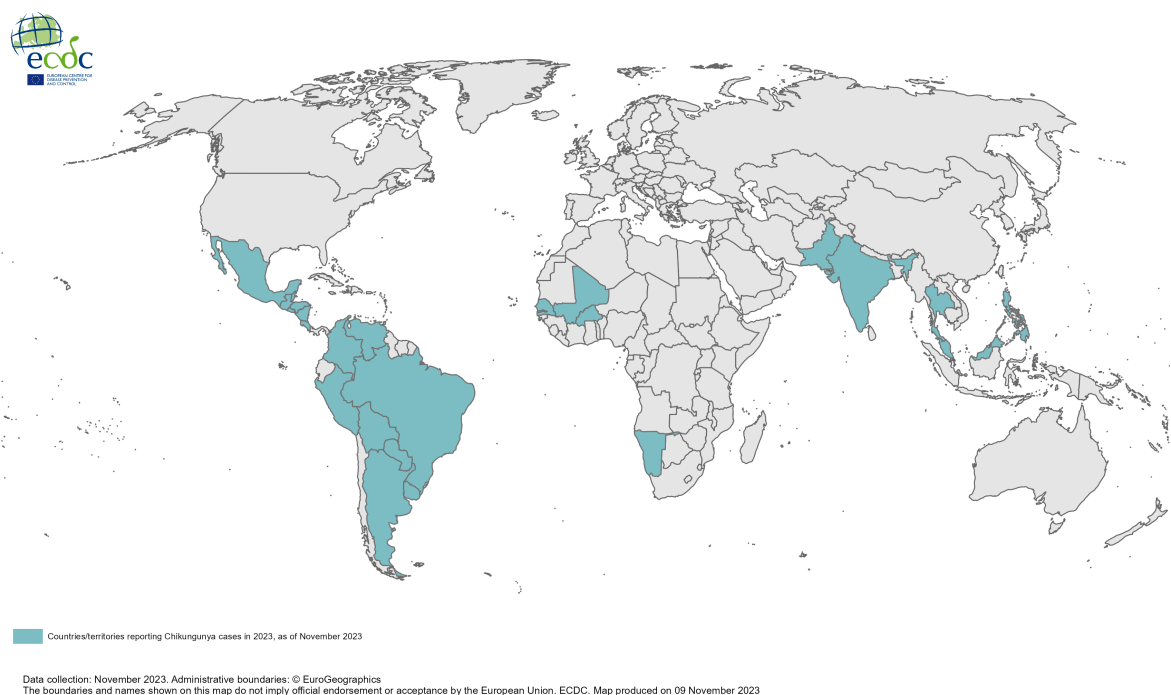 ecdc
EUROPEAN CENTRE FOR
DISEASE PREVENTION
AND CONTROL
Countries/territories reporting Chikungunya cases in 2023, as of November 2023
Data collection: November 2023. Administrative boundaries: © EuroGeographics
The boundaries and names shown on this map do not imply official endorsement or acceptance by the European Union. ECDC. Map produced on 09 November 2023